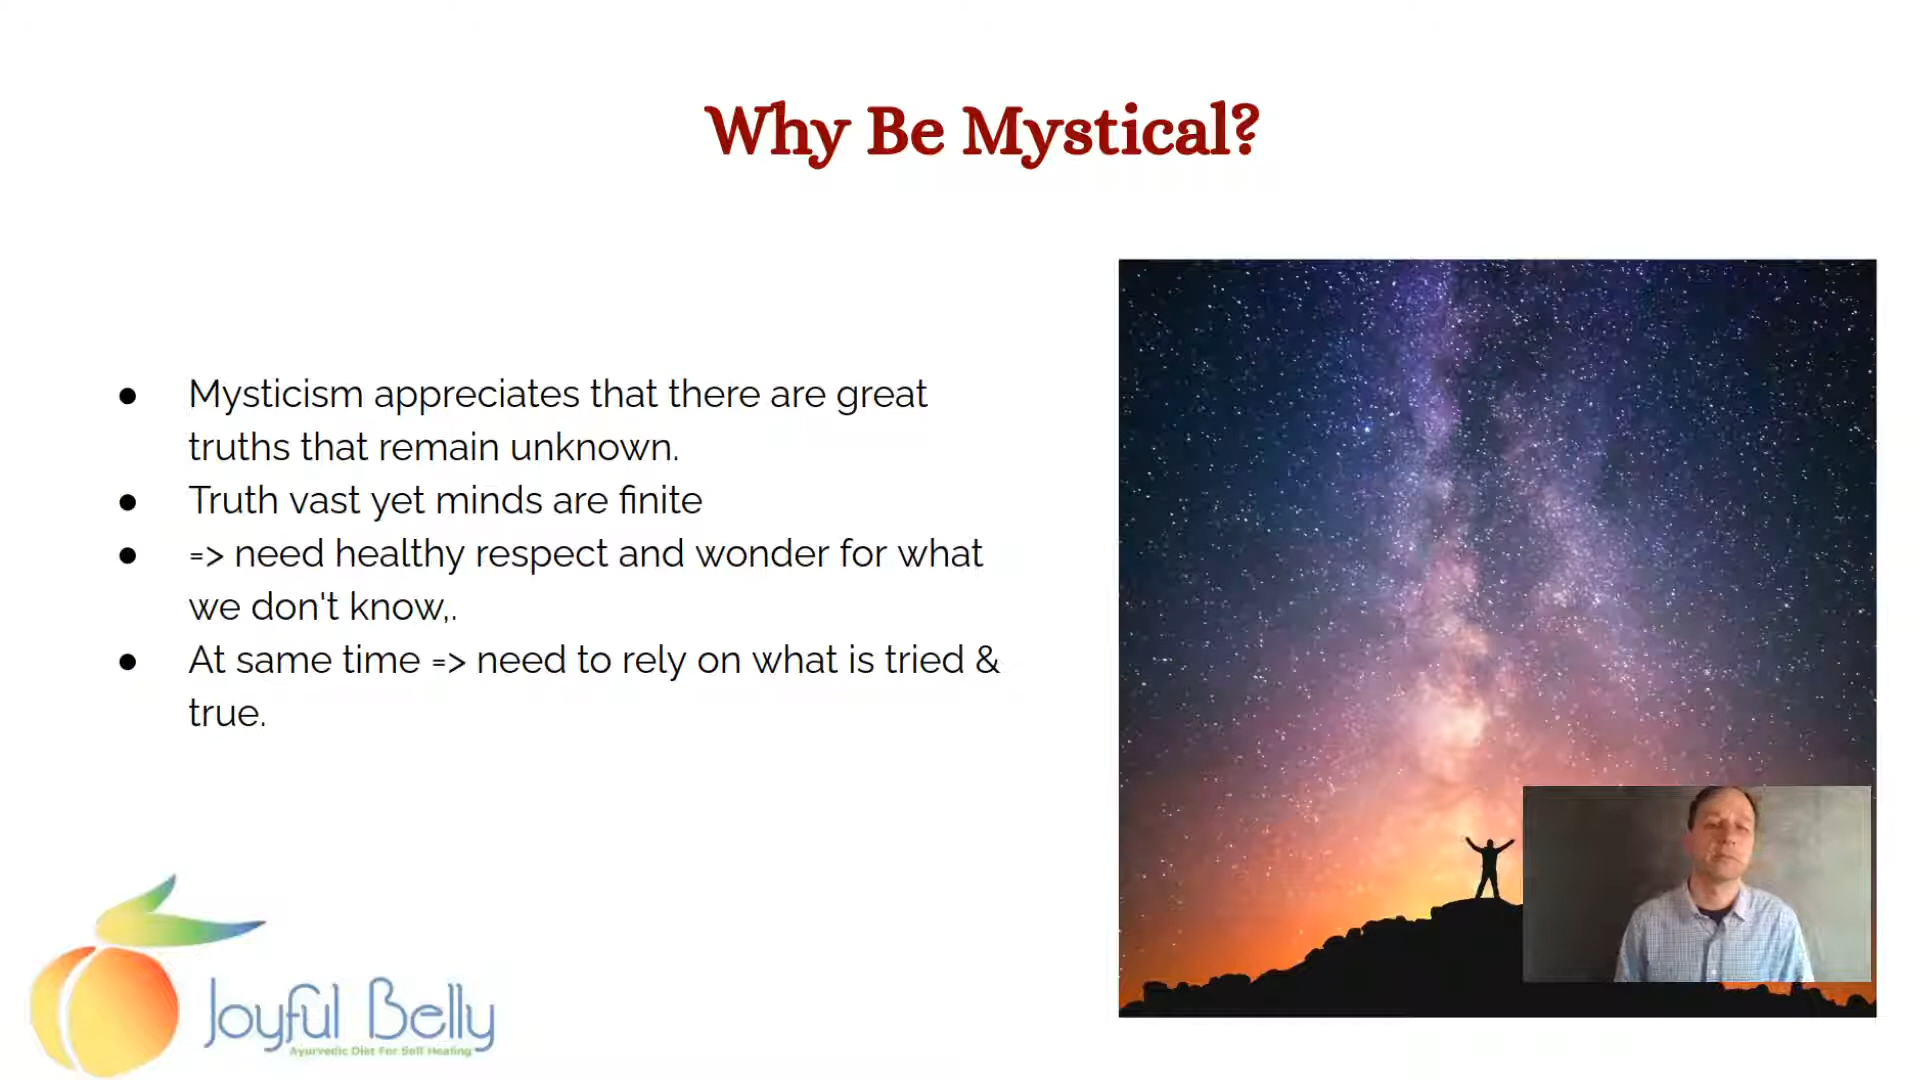 Why Be Mystical?
● Mysticism appreciates that there are great
truths that remain unknown.
● Truth vast yet minds are finite
● => need healthy respect and wonder for what
we don't know,.
● At same time => need to rely on what is tried &
true.
Joyful Belly
Ayurvedic Diet For Self Healing